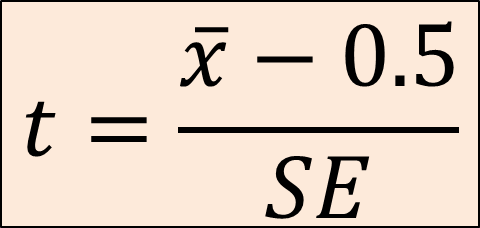 t = x̄ − 0.5
SE